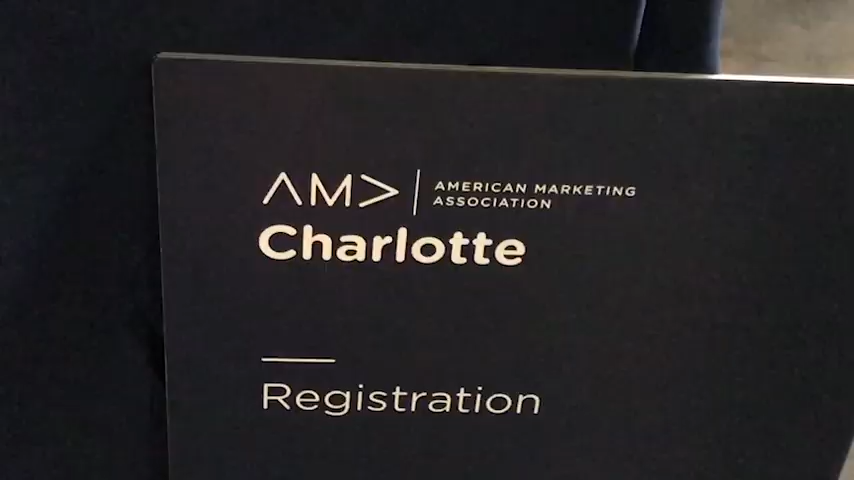 AMA | AMERICAN MARKETING
ASSOCIATION
Charlotte
Registration